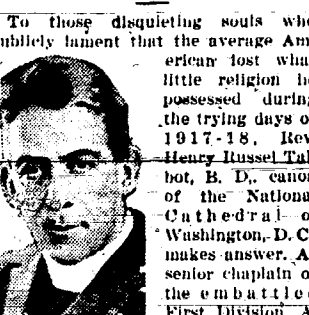 To those disquieting souls who
publicly lament that the average Am-
erican lost what
little religion he
possessed during
the trying days of
1917-18, Rev.
Henry Russel Tal-
bot, B. D., canon
of the National
Cathedral of
Washington, D. C.
makes answer. As
senior chaplain of
the embattled
First Division, A.